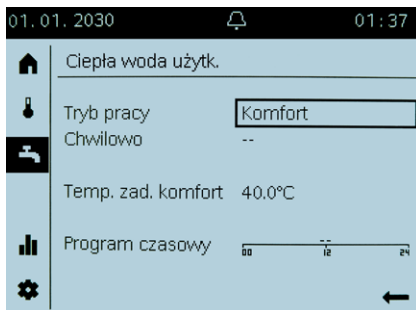 01. 01. 2030 01:37
Ciepła woda użytk.
Tryb pracy Komfort
Chwilowo --
Temp. zad. komfort 40.0°C
Program czasowy --
00 12 24